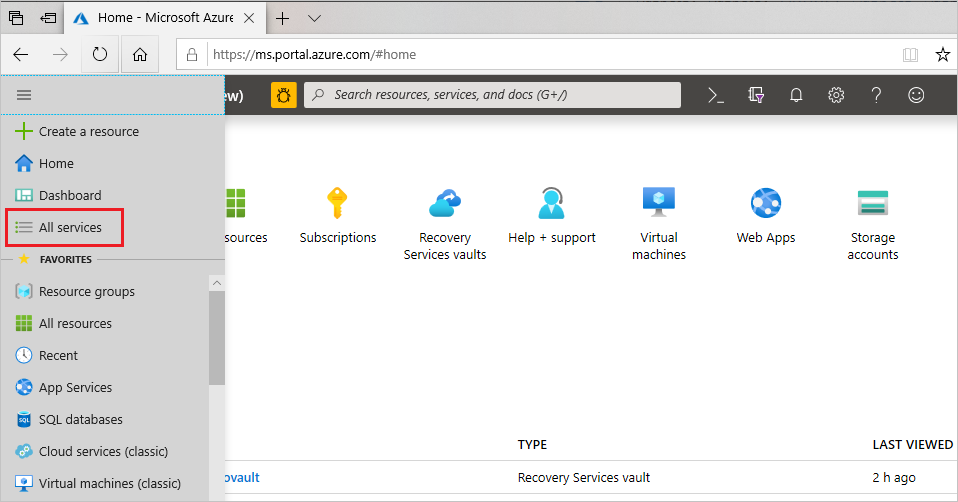 Home - Microsoft Azure
https://ms.portal.azure.com/#home
ew)
Search resources, services, and docs (G+/)
Create a resource
Home
Dashboard
All services
FAVORITES
Resource groups
All resources
Recent
App Services
SQL
SQL databases
Cloud services (classic)
Virtual machines (classic)
sources
Subscriptions
Recovery
Services vaults
Help + support
Virtual
machines
Web Apps
Storage
accounts
TYPE
LAST VIEWED
ovault
Recovery Services vault
2 h ago